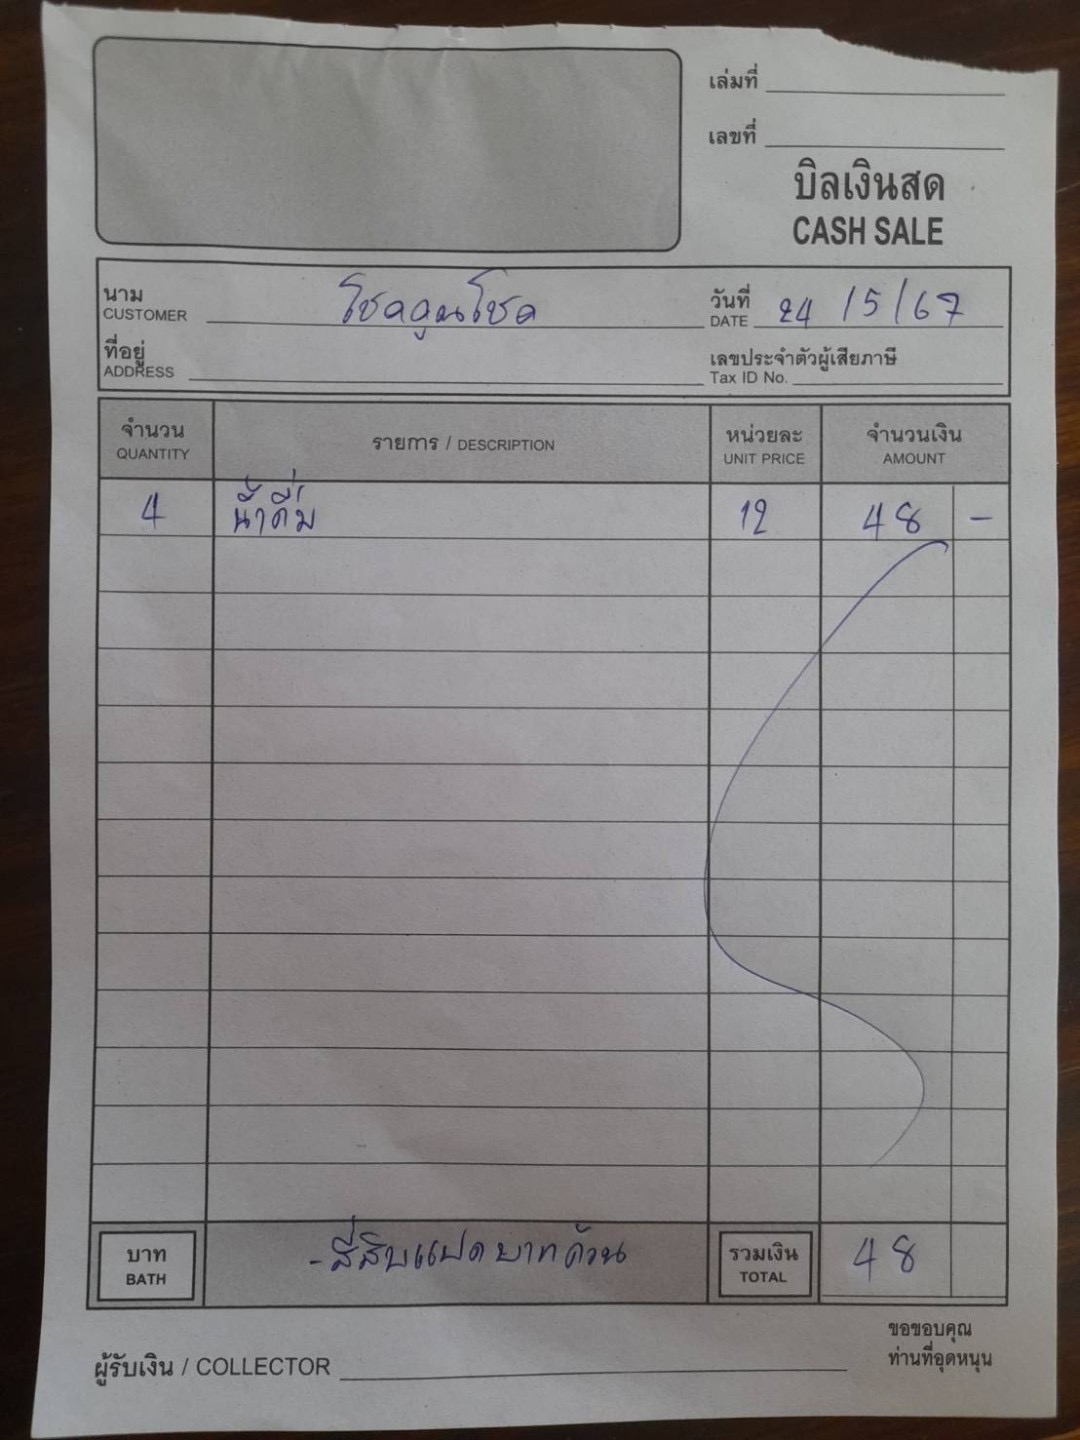 เล่มที่
เลขที่
บิลเงินสด
CASH SALE
นาม โชคคูณโชค วันที่ 24/5/67
CUSTOMER DATE
ที่อยู่ เลขประจำตัวผู้เสียภาษี
ADDRESS Tax ID No.
จำนวน รายการ / DESCRIPTION หน่วยละ จำนวนเงิน
QUANTITY UNIT PRICE AMOUNT
4 น้ำดื่ม 12 48 -
บาท - สี่สิบแปดบาทถ้วน รวมเงิน 48
BATH TOTAL
ขอขอบคุณ
ผู้รับเงิน / COLLECTOR ท่านที่อุดหนุน